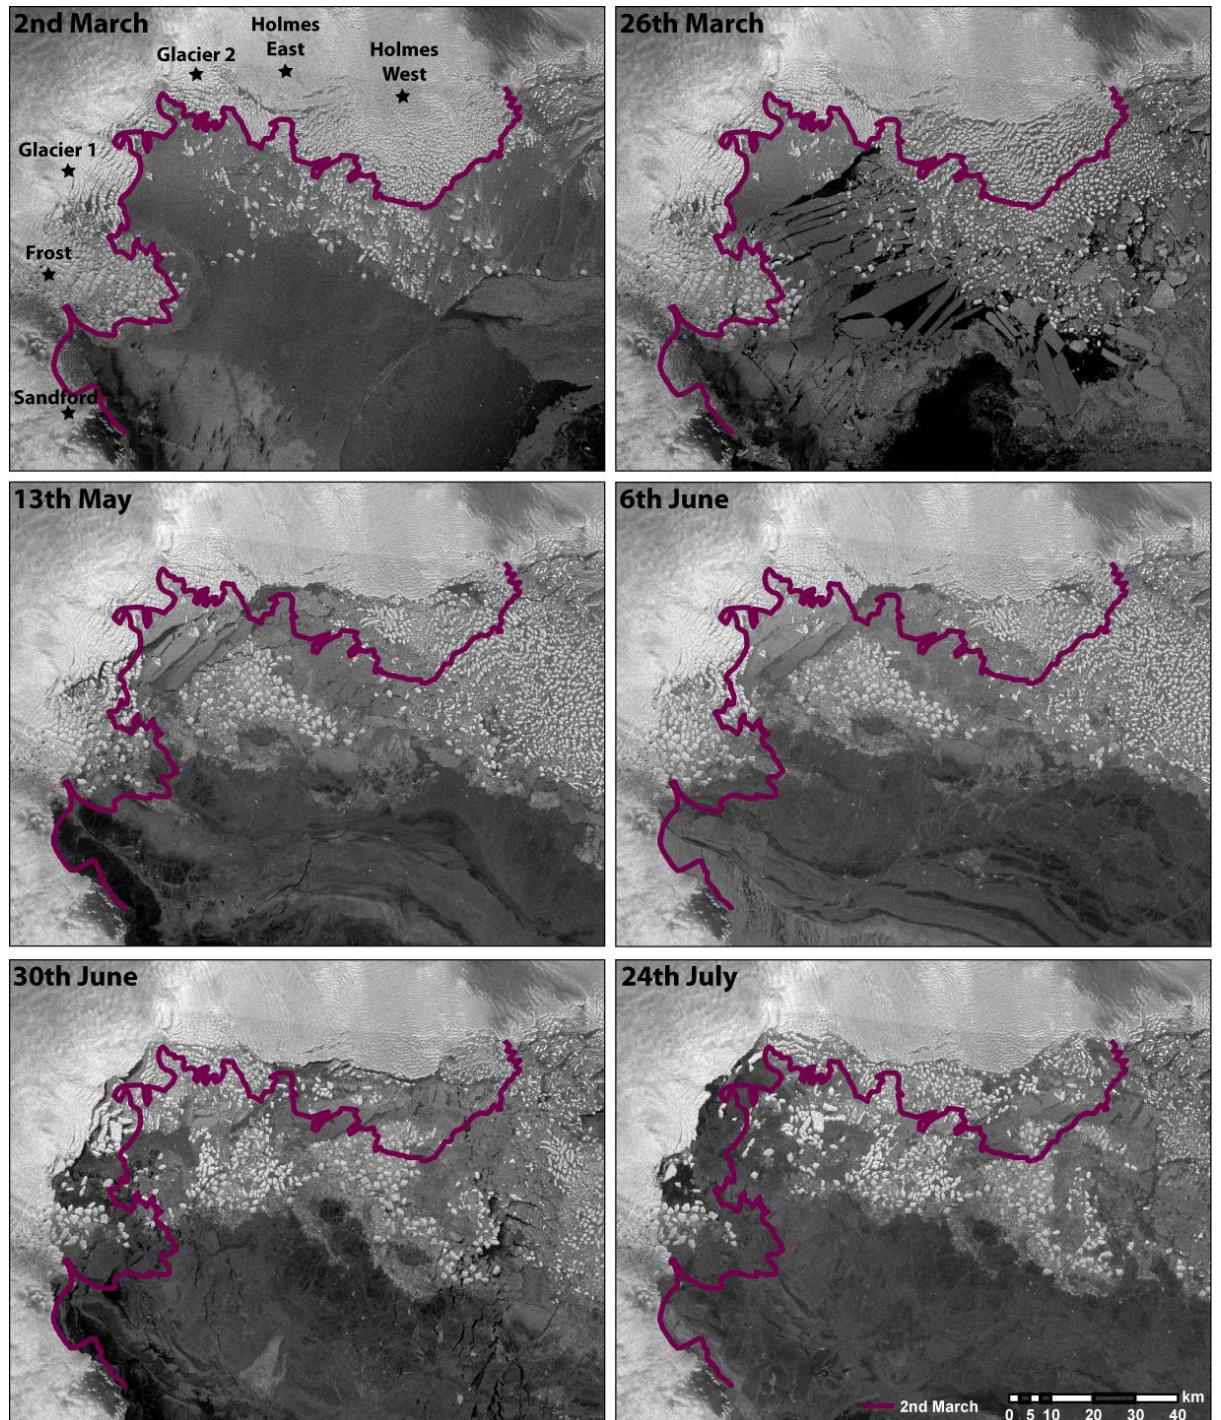 2nd March
Glacier 2
Holmes
East
Holmes
West
Glacier 1
Frost
Sandford
26th March
13th May
6th June
30th June
24th July
2nd March
km
0 5 10 20 30 40